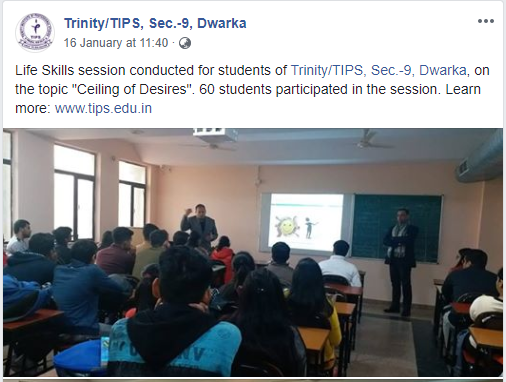 Trinity/TIPS, Sec.-9, Dwarka
16 January at 11:40 ·
Life Skills session conducted for students of Trinity/TIPS, Sec.-9, Dwarka, on
the topic "Ceiling of Desires". 60 students participated in the session. Learn
more: www.tips.edu.in